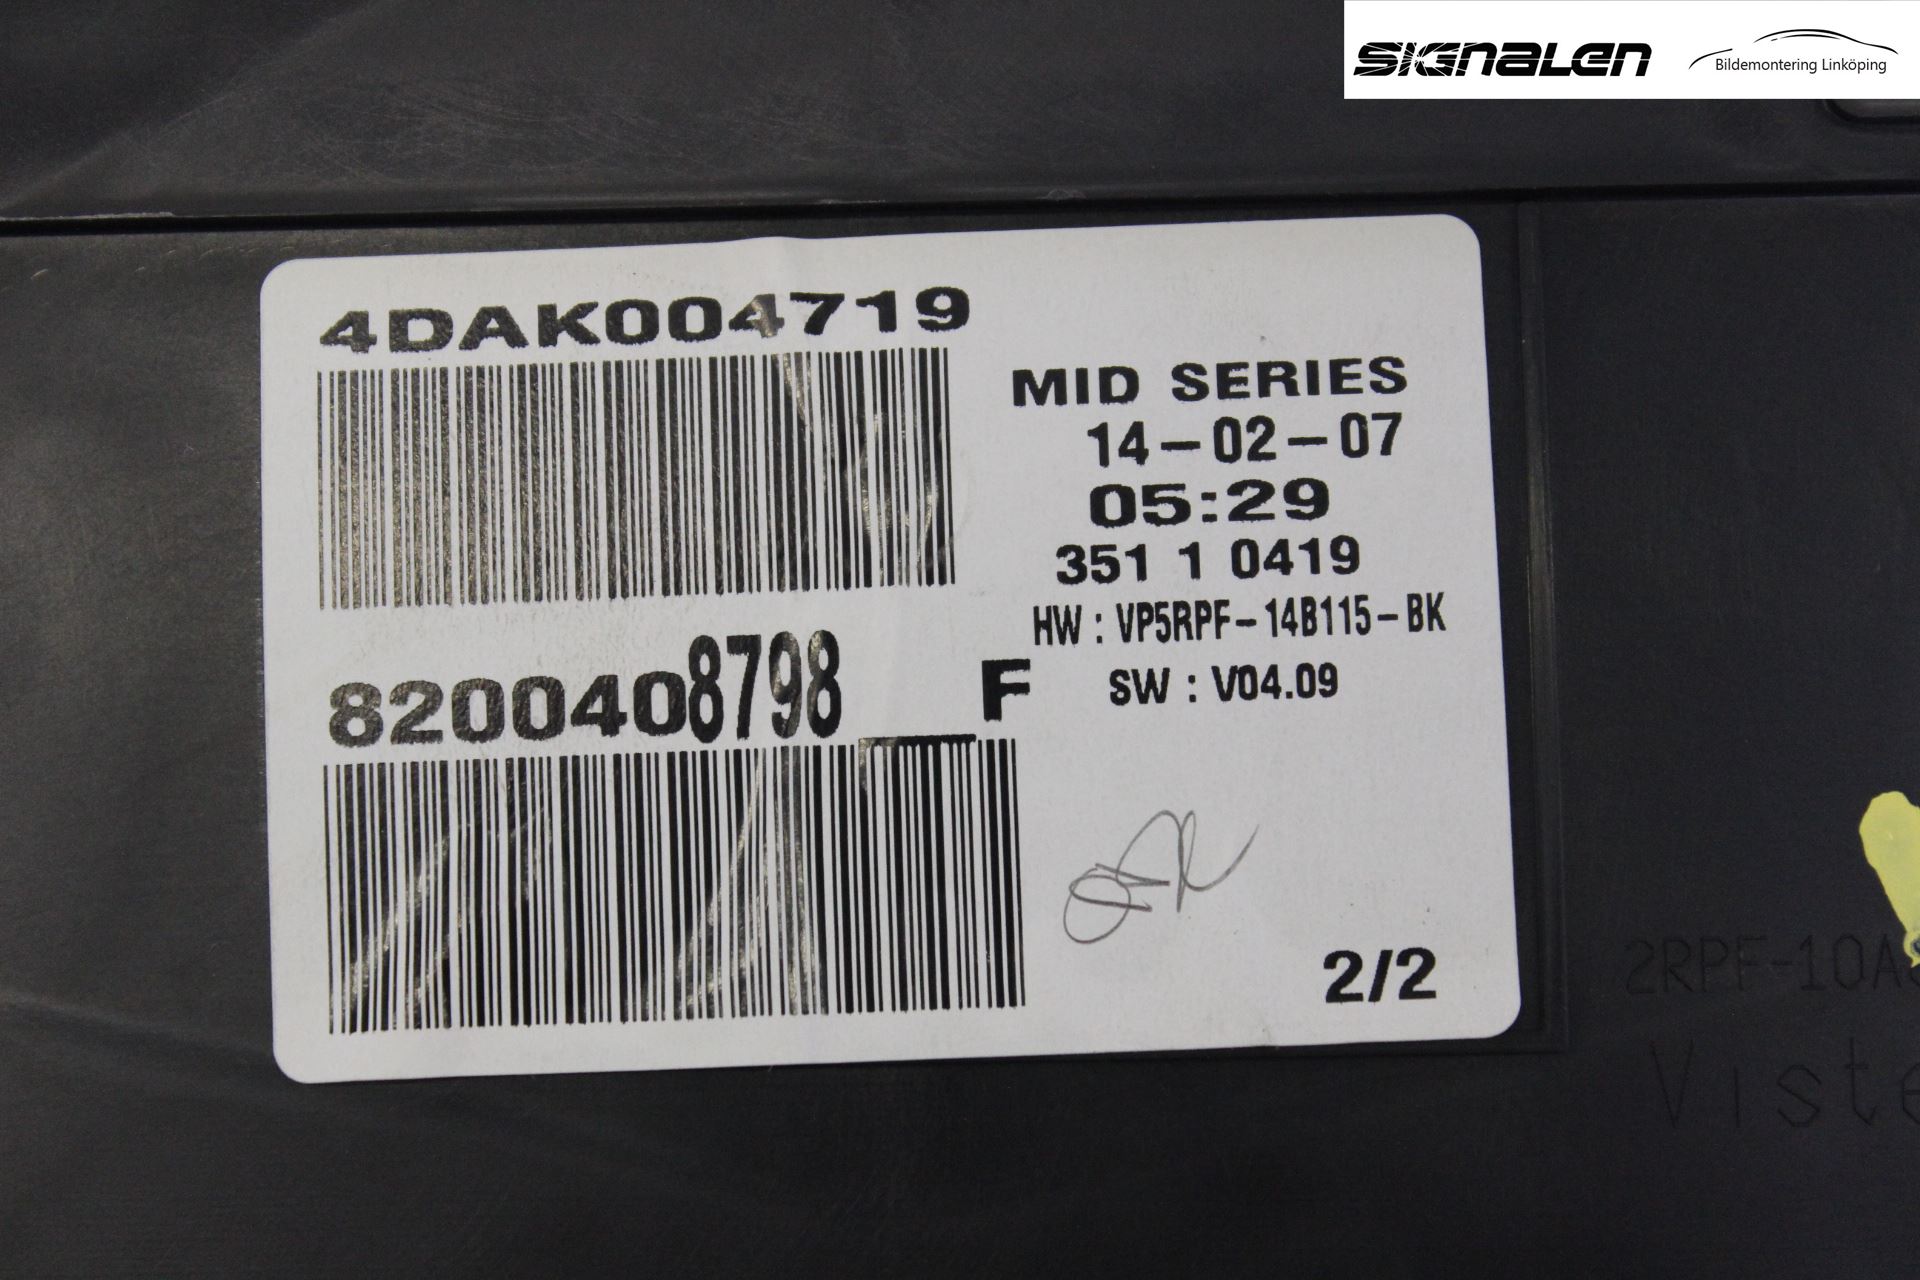 SIGNALEN
Bildemontering Linköping
4DAK004719
MID SERIES
14-02-07
05:29
351 1 0419
HW : VP5RPF-14B115-BK
8200408798 F
SW : V04.09
2/2
2RPF-10A
Viste